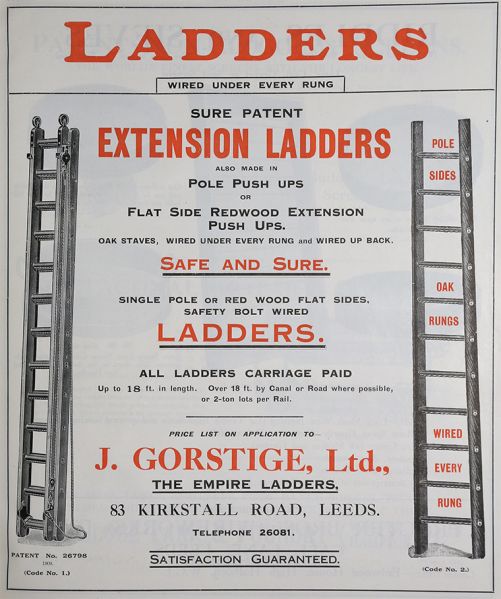 LADDERS
WIRED UNDER EVERY RUNG
SURE PATENT
EXTENSION LADDERS
ALSO MADE IN
POLE PUSH UPS
OR
FLAT SIDE REDWOOD EXTENSION
PUSH UPS.
OAK STAVES, WIRED UNDER EVERY RUNG AND WIRED UP BACK.
SAFE AND SURE.
SINGLE POLE OR RED WOOD FLAT SIDES,
SAFETY BOLT WIRED
LADDERS.
ALL LADDERS CARRIAGE PAID
Up to 18 ft. in length. Over 18 ft. by Canal or Road where possible,
or 2-ton lots per Rail.
PRICE LIST ON APPLICATION TO—
J. GORSTIGE, Ltd.,
THE EMPIRE LADDERS,
83 KIRKSTALL ROAD, LEEDS.
TELEPHONE 26081.
SATISFACTION GUARANTEED.
PATENT No. 26798
(Code No. 1.)
POLE
SIDES
OAK
RUNGS
WIRED
EVERY
RUNG
(Code No. 2.)